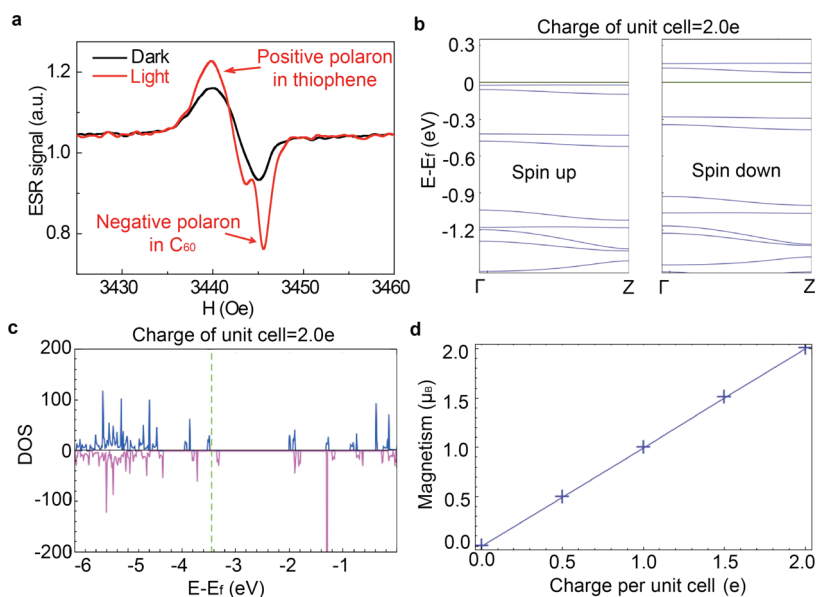 a
Dark
Light
Positive polaron
in thiophene
Negative polaron
in C60
1.2
1.0
0.8
ESR signal (a.u.)
3430
3440
3450
3460
H (Oe)
b
Charge of unit cell=2.0e
0.3
0
-0.3
-0.6
-0.9
-1.2
E-Ef (eV)
Spin up
Spin down
Γ
Z
Γ
Z
c
Charge of unit cell=2.0e
200
100
0
-100
-200
DOS
-6
-5
-4
-3
-2
-1
E-Ef (eV)
d
2.0
1.5
1.0
0.5
0.0
Magnetism (μB)
0.0
0.5
1.0
1.5
2.0
Charge per unit cell (e)